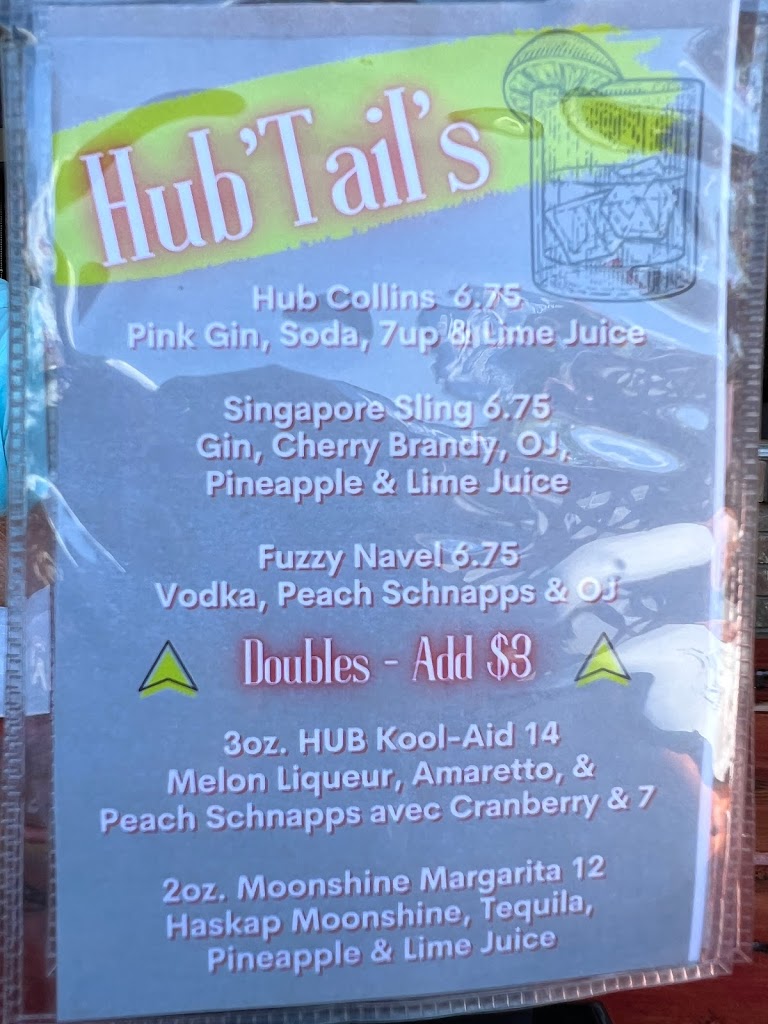 Hub'Tail's
Hub Collins 6.75
Pink Gin, Soda, 7up & Lime Juice
Singapore Sling 6.75
Gin, Cherry Brandy, OJ,
Pineapple & Lime Juice
Fuzzy Navel 6.75
Vodka, Peach Schnapps & OJ
Doubles - Add $3
3oz. HUB Kool-Aid 14
Melon Liqueur, Amaretto, &
Peach Schnapps avec Cranberry & 7
2oz. Moonshine Margarita 12
Haskap Moonshine, Tequila,
Pineapple & Lime Juice